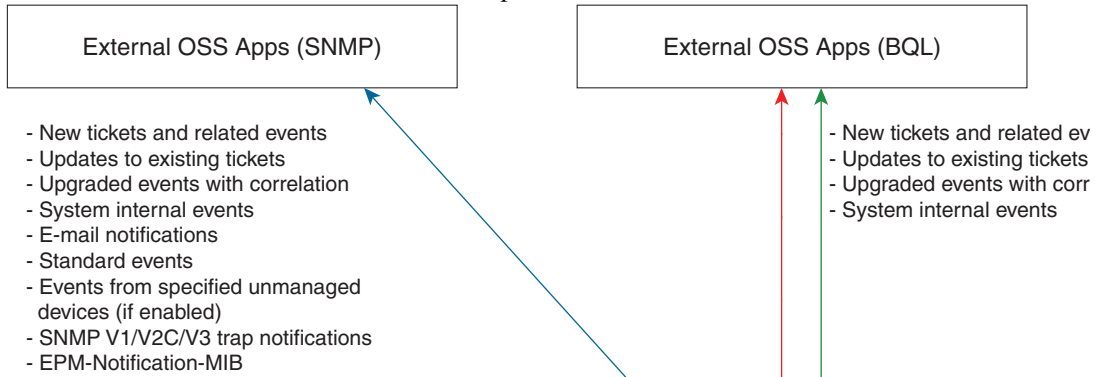 External OSS Apps (SNMP)
External OSS Apps (BQL)
- New tickets and related events
- Updates to existing tickets
- Upgraded events with correlation
- System internal events
- E-mail notifications
- Standard events
- Events from specified unmanaged
devices (if enabled)
- SNMP V1/V2C/V3 trap notifications
- EPM-Notification-MIB
- New tickets and related ev
- Updates to existing tickets
- Upgraded events with corr
- System internal events